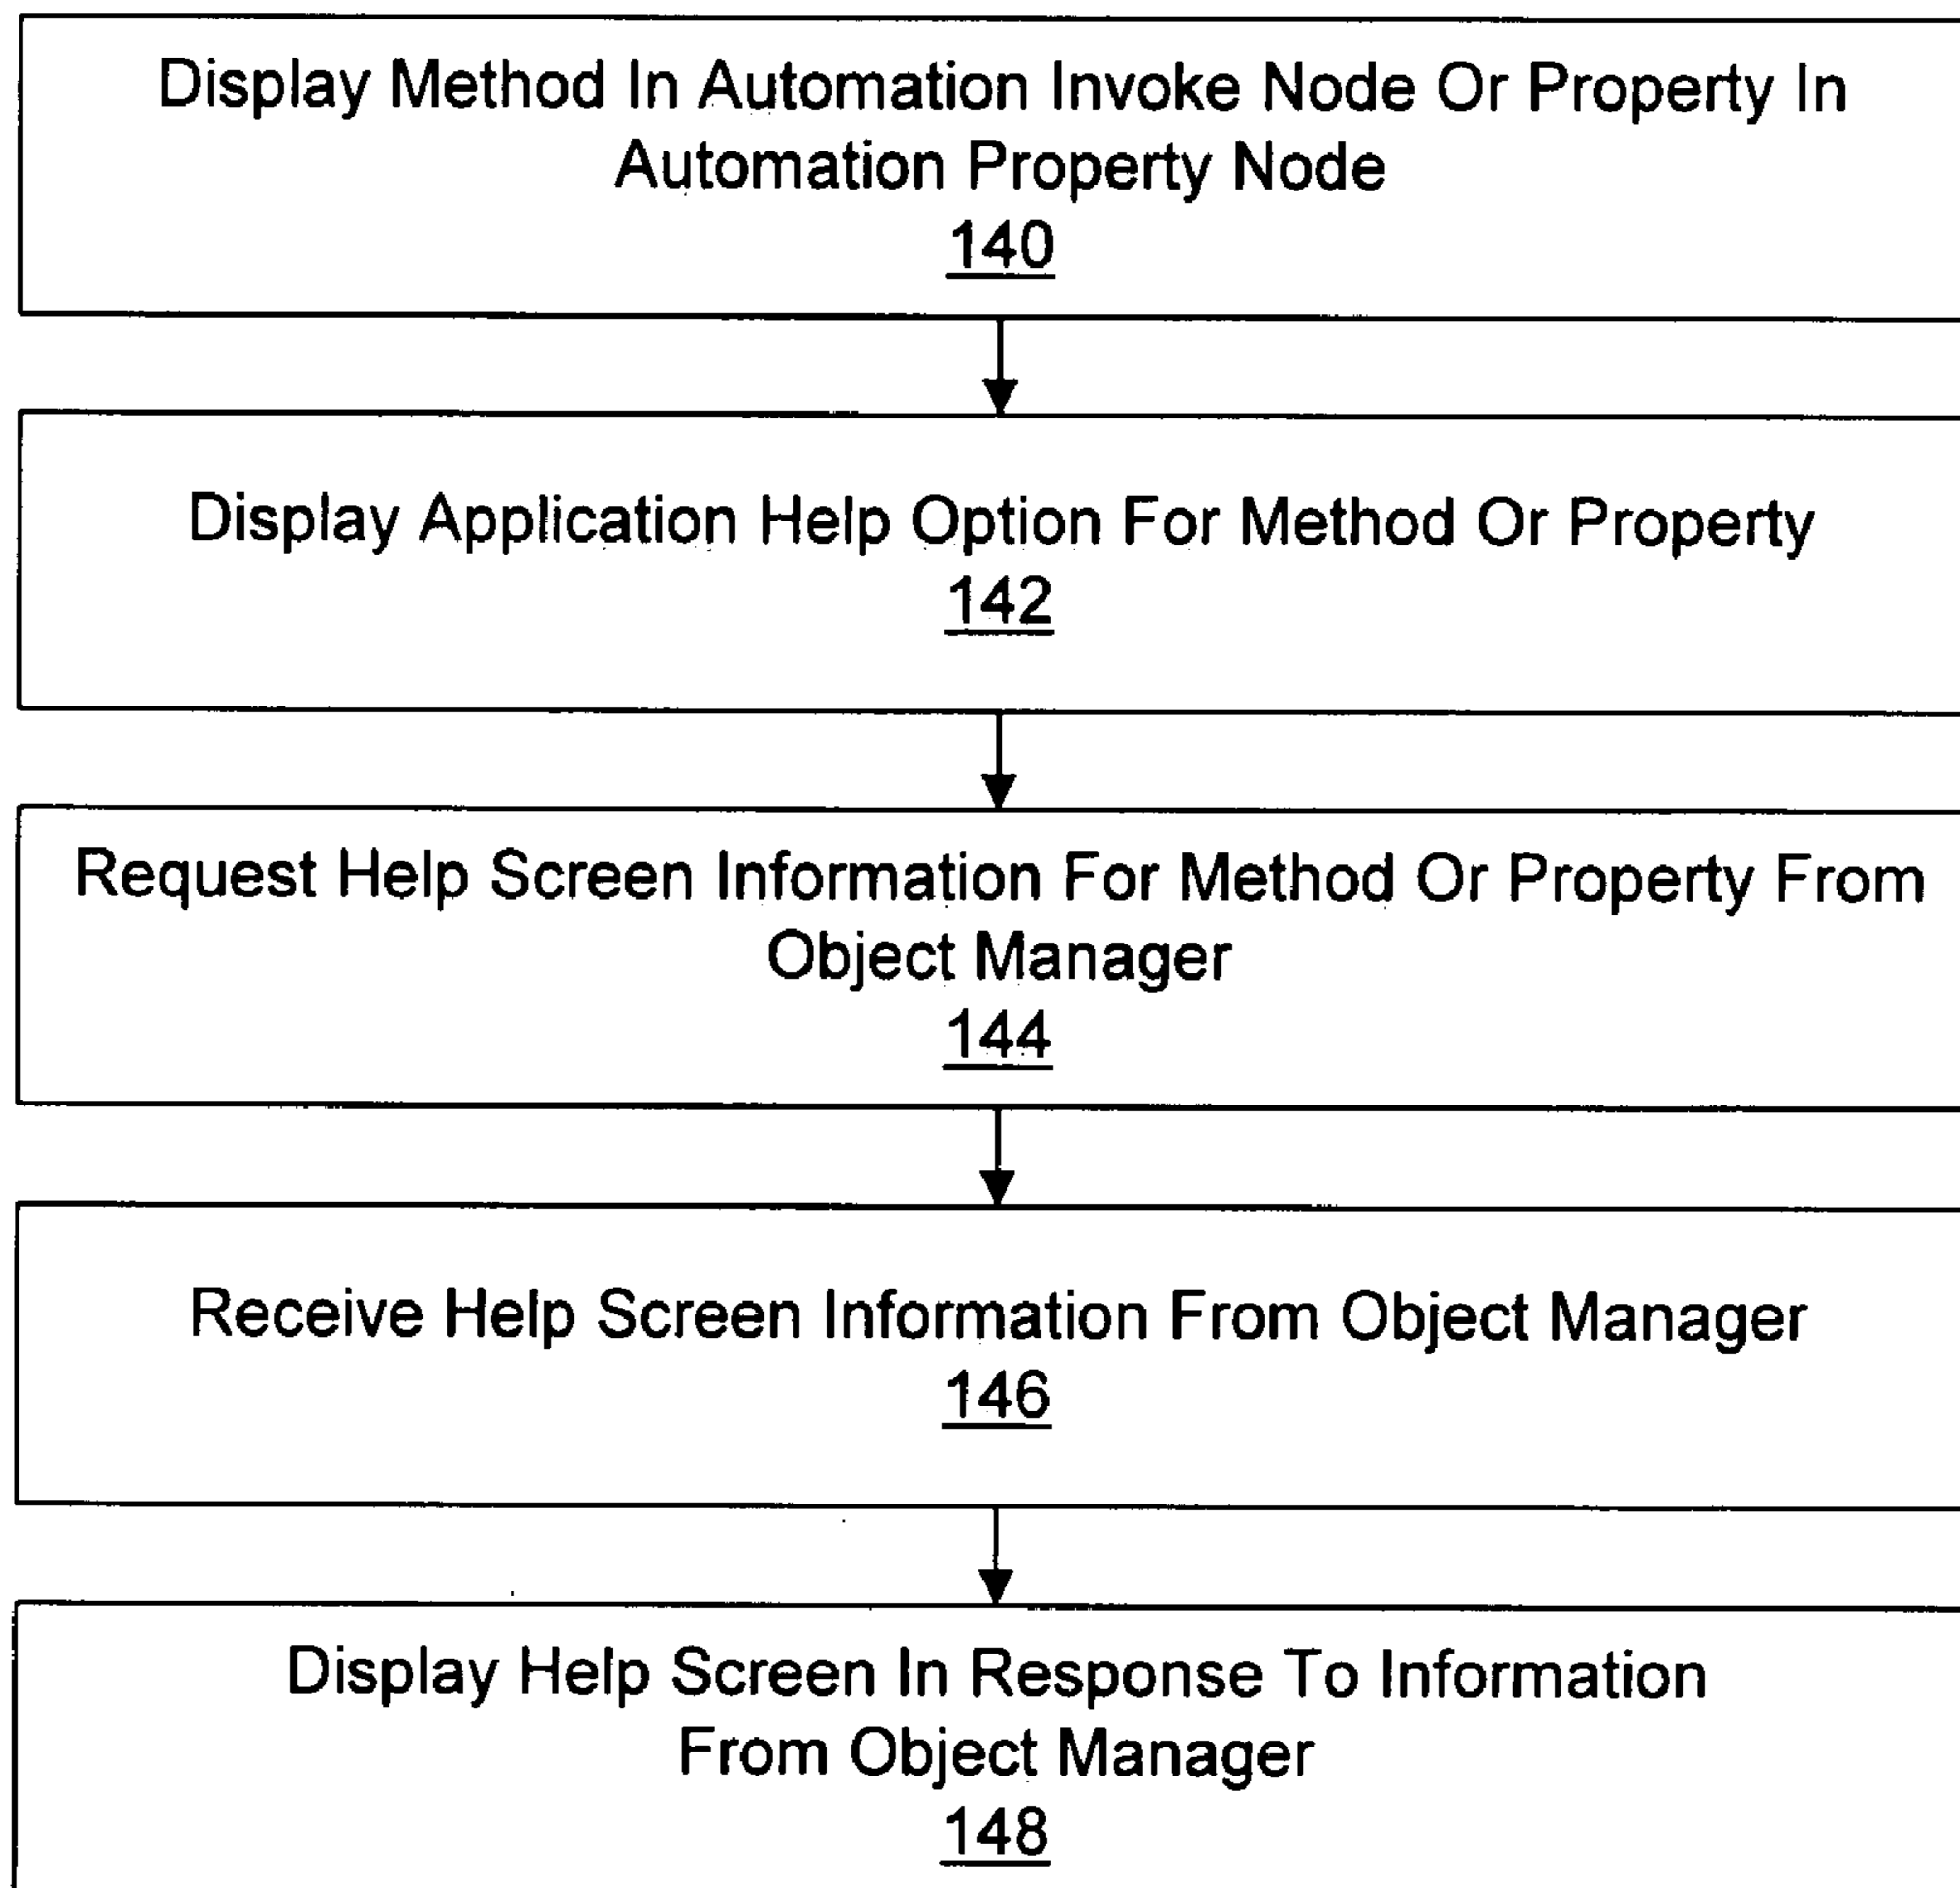 Display Method In Automation Invoke Node Or Property In
Automation Property Node
140
Display Application Help Option For Method Or Property
142
Request Help Screen Information For Method Or Property From
Object Manager
144
Receive Help Screen Information From Object Manager
146
Display Help Screen In Response To Information
From Object Manager
148